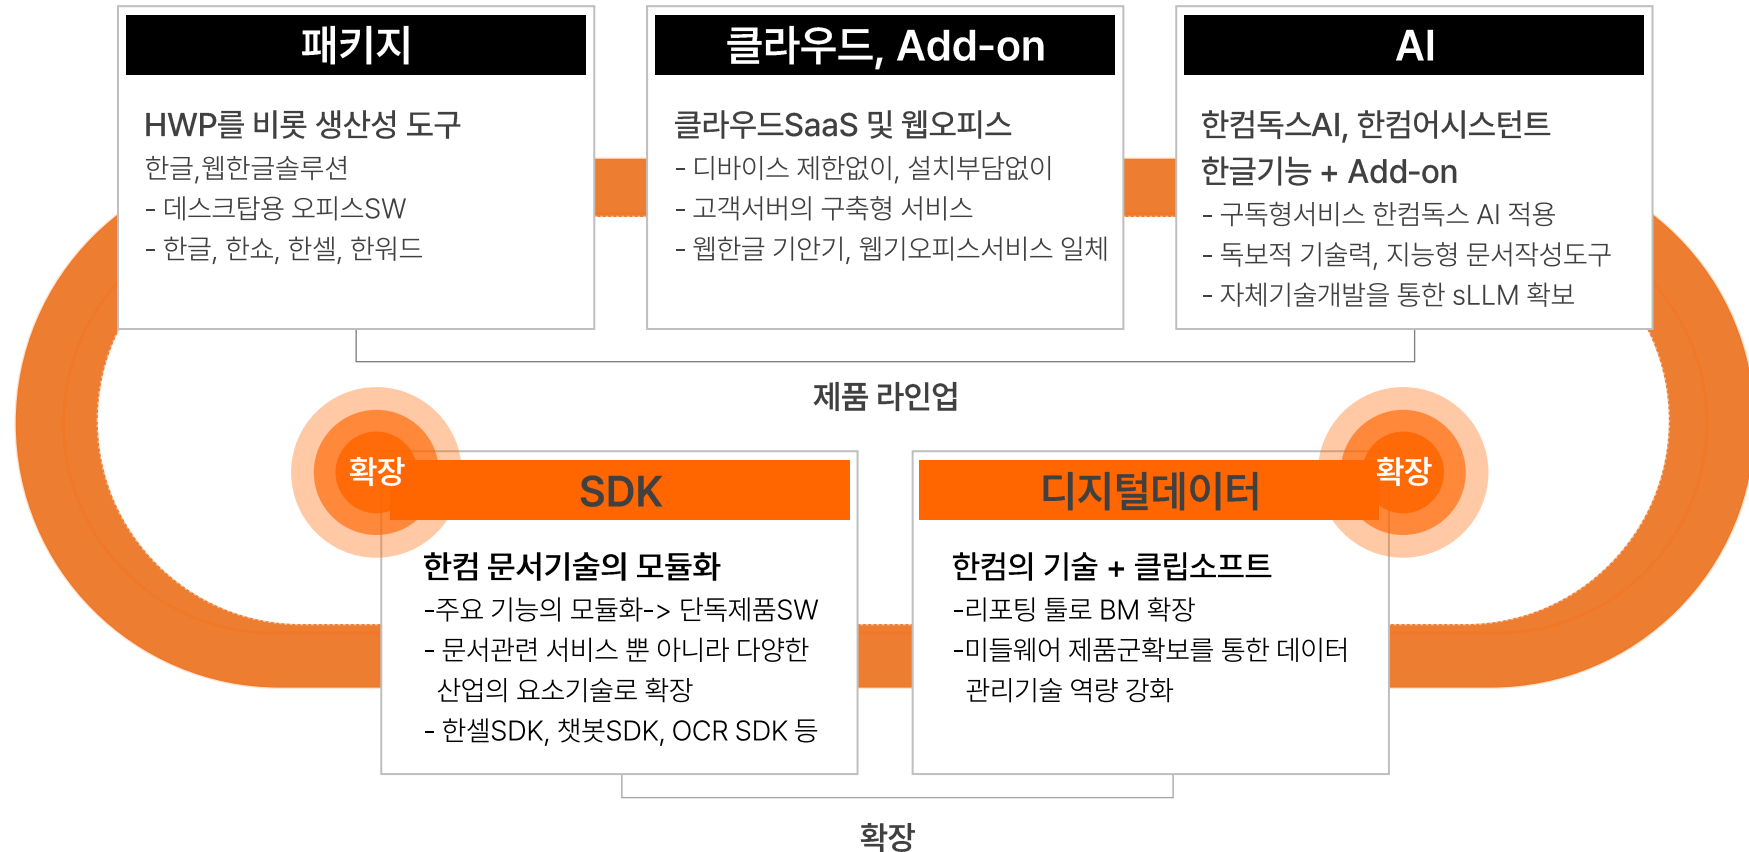 패키지
HWP를 비롯 생산성 도구
한글,웹한글솔루션
- 데스크탑용 오피스SW
- 한글, 한쇼, 한셀, 한워드
클라우드, Add-on
클라우드SaaS 및 웹오피스
- 디바이스 제한없이, 설치부담없이
- 고객서버의 구축형 서비스
- 웹한글 기안기, 웹기오피스서비스 일체
AI
한컴독스AI, 한컴어시스턴트
한글기능 + Add-on
- 구독형서비스 한컴독스 AI 적용
- 독보적 기술력, 지능형 문서작성도구
- 자체기술개발을 통한 sLLM 확보
제품 라인업
확장
SDK
한컴 문서기술의 모듈화
-주요 기능의 모듈화-> 단독제품SW
- 문서관련 서비스 뿐 아니라 다양한
산업의 요소기술로 확장
- 한셀SDK, 챗봇SDK, OCR SDK 등
디지털데이터
확장
한컴의 기술 + 클립소프트
-리포팅 툴로 BM 확장
-미들웨어 제품군확보를 통한 데이터
관리기술 역량 강화
확장